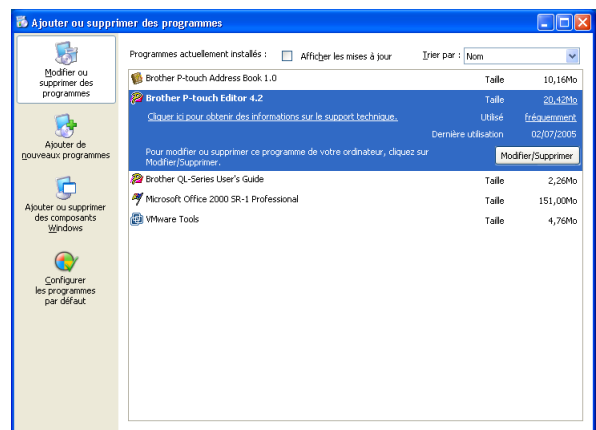 Ajouter ou supprimer des programmes
Modifier ou
supprimer des
programmes
Ajouter de
nouveaux programmes
Ajouter ou supprimer
des composants
Windows
Configurer
les programmes
par défaut
Programmes actuellement installés : Afficher les mises à jour Trier par : Nom
Brother P-touch Address Book 1.0 Taille 10,16Mo
Brother P-touch Editor 4.2 Taille 20,42Mo
Cliquer ici pour obtenir des informations sur le support technique. Utilisé fréquemment
Dernière utilisation 02/07/2005
Pour modifier ou supprimer ce programme de votre ordinateur, cliquez sur
Modifier/Supprimer. Modifier/Supprimer
Brother QL-Series User's Guide Taille 2,26Mo
Microsoft Office 2000 SR-1 Professional Taille 151,00Mo
VMware Tools Taille 4,76Mo